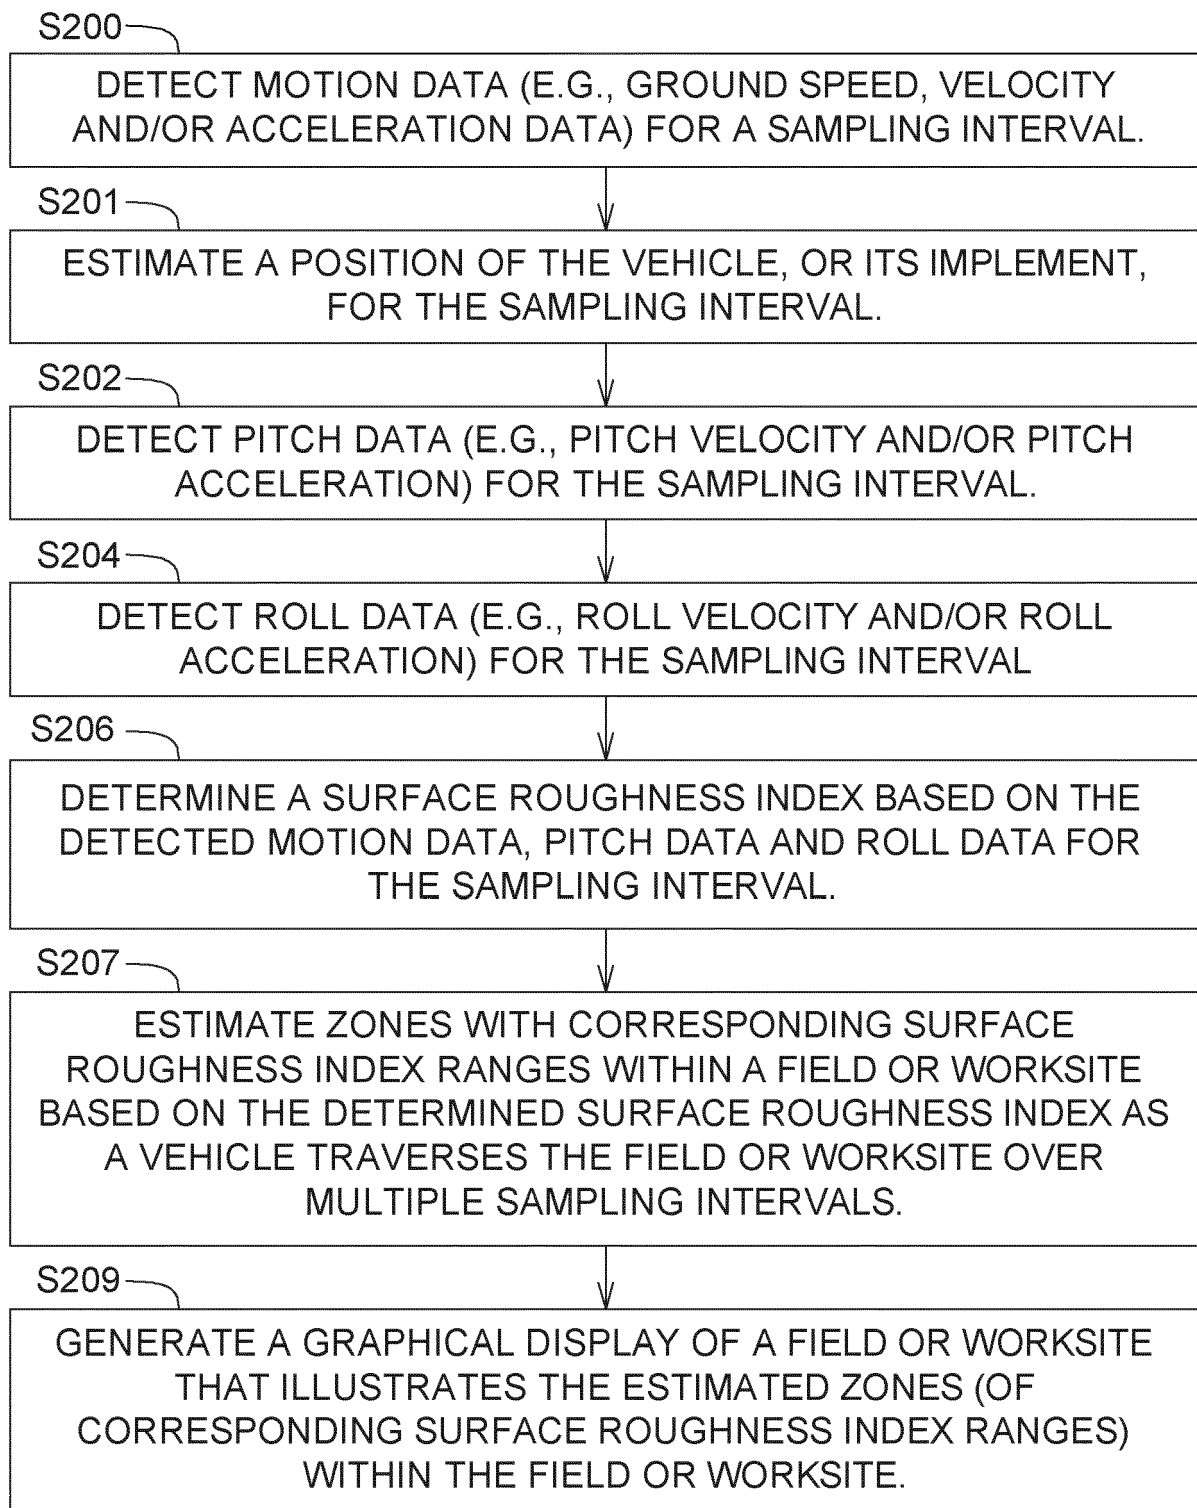 S200
DETECT MOTION DATA (E.G., GROUND SPEED, VELOCITY
AND/OR ACCELERATION DATA) FOR A SAMPLING INTERVAL.
S201
ESTIMATE A POSITION OF THE VEHICLE, OR ITS IMPLEMENT,
FOR THE SAMPLING INTERVAL.
S202
DETECT PITCH DATA (E.G., PITCH VELOCITY AND/OR PITCH
ACCELERATION) FOR THE SAMPLING INTERVAL.
S204
DETECT ROLL DATA (E.G., ROLL VELOCITY AND/OR ROLL
ACCELERATION) FOR THE SAMPLING INTERVAL
S206
DETERMINE A SURFACE ROUGHNESS INDEX BASED ON THE
DETECTED MOTION DATA, PITCH DATA AND ROLL DATA FOR
THE SAMPLING INTERVAL.
S207
ESTIMATE ZONES WITH CORRESPONDING SURFACE
ROUGHNESS INDEX RANGES WITHIN A FIELD OR WORKSITE
BASED ON THE DETERMINED SURFACE ROUGHNESS INDEX AS
A VEHICLE TRAVERSES THE FIELD OR WORKSITE OVER
MULTIPLE SAMPLING INTERVALS.
S209
GENERATE A GRAPHICAL DISPLAY OF A FIELD OR WORKSITE
THAT ILLUSTRATES THE ESTIMATED ZONES (OF
CORRESPONDING SURFACE ROUGHNESS INDEX RANGES)
WITHIN THE FIELD OR WORKSITE.